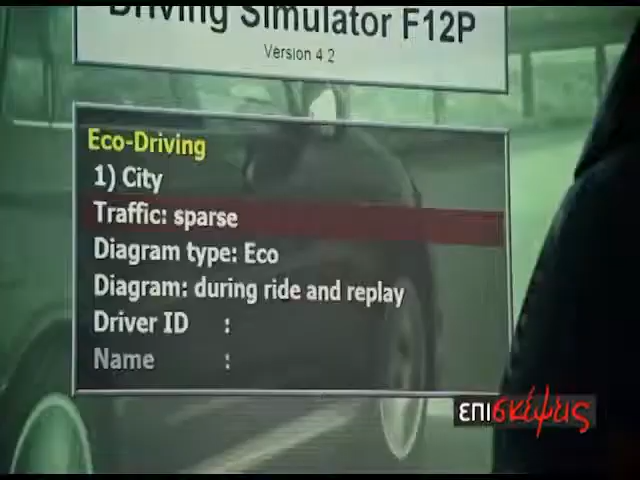 Driving Simulator F12P
Version 4.2
Eco-Driving
1) City
Traffic: sparse
Diagram type: Eco
Diagram: during ride and replay
Driver ID :
Name :
επισκέψεις